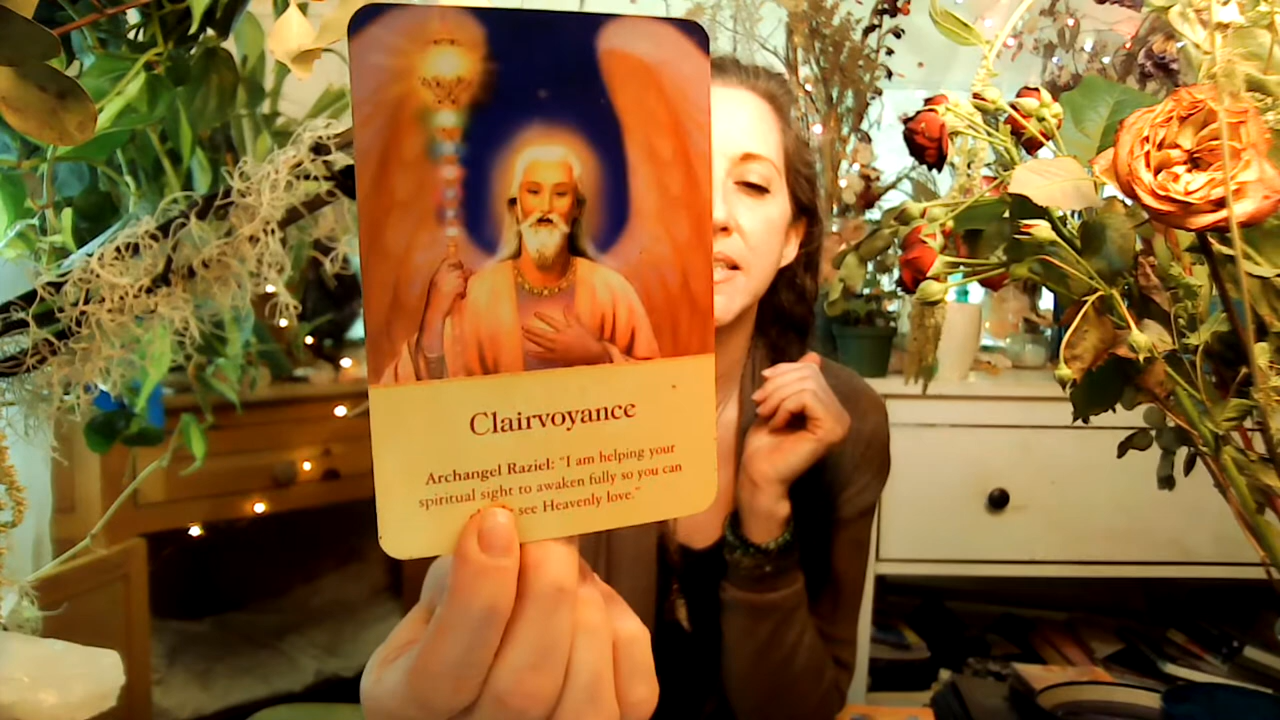 Clairvoyance
Archangel Raziel: "I am helping your
spiritual sight to awaken fully so you can
see Heavenly love."